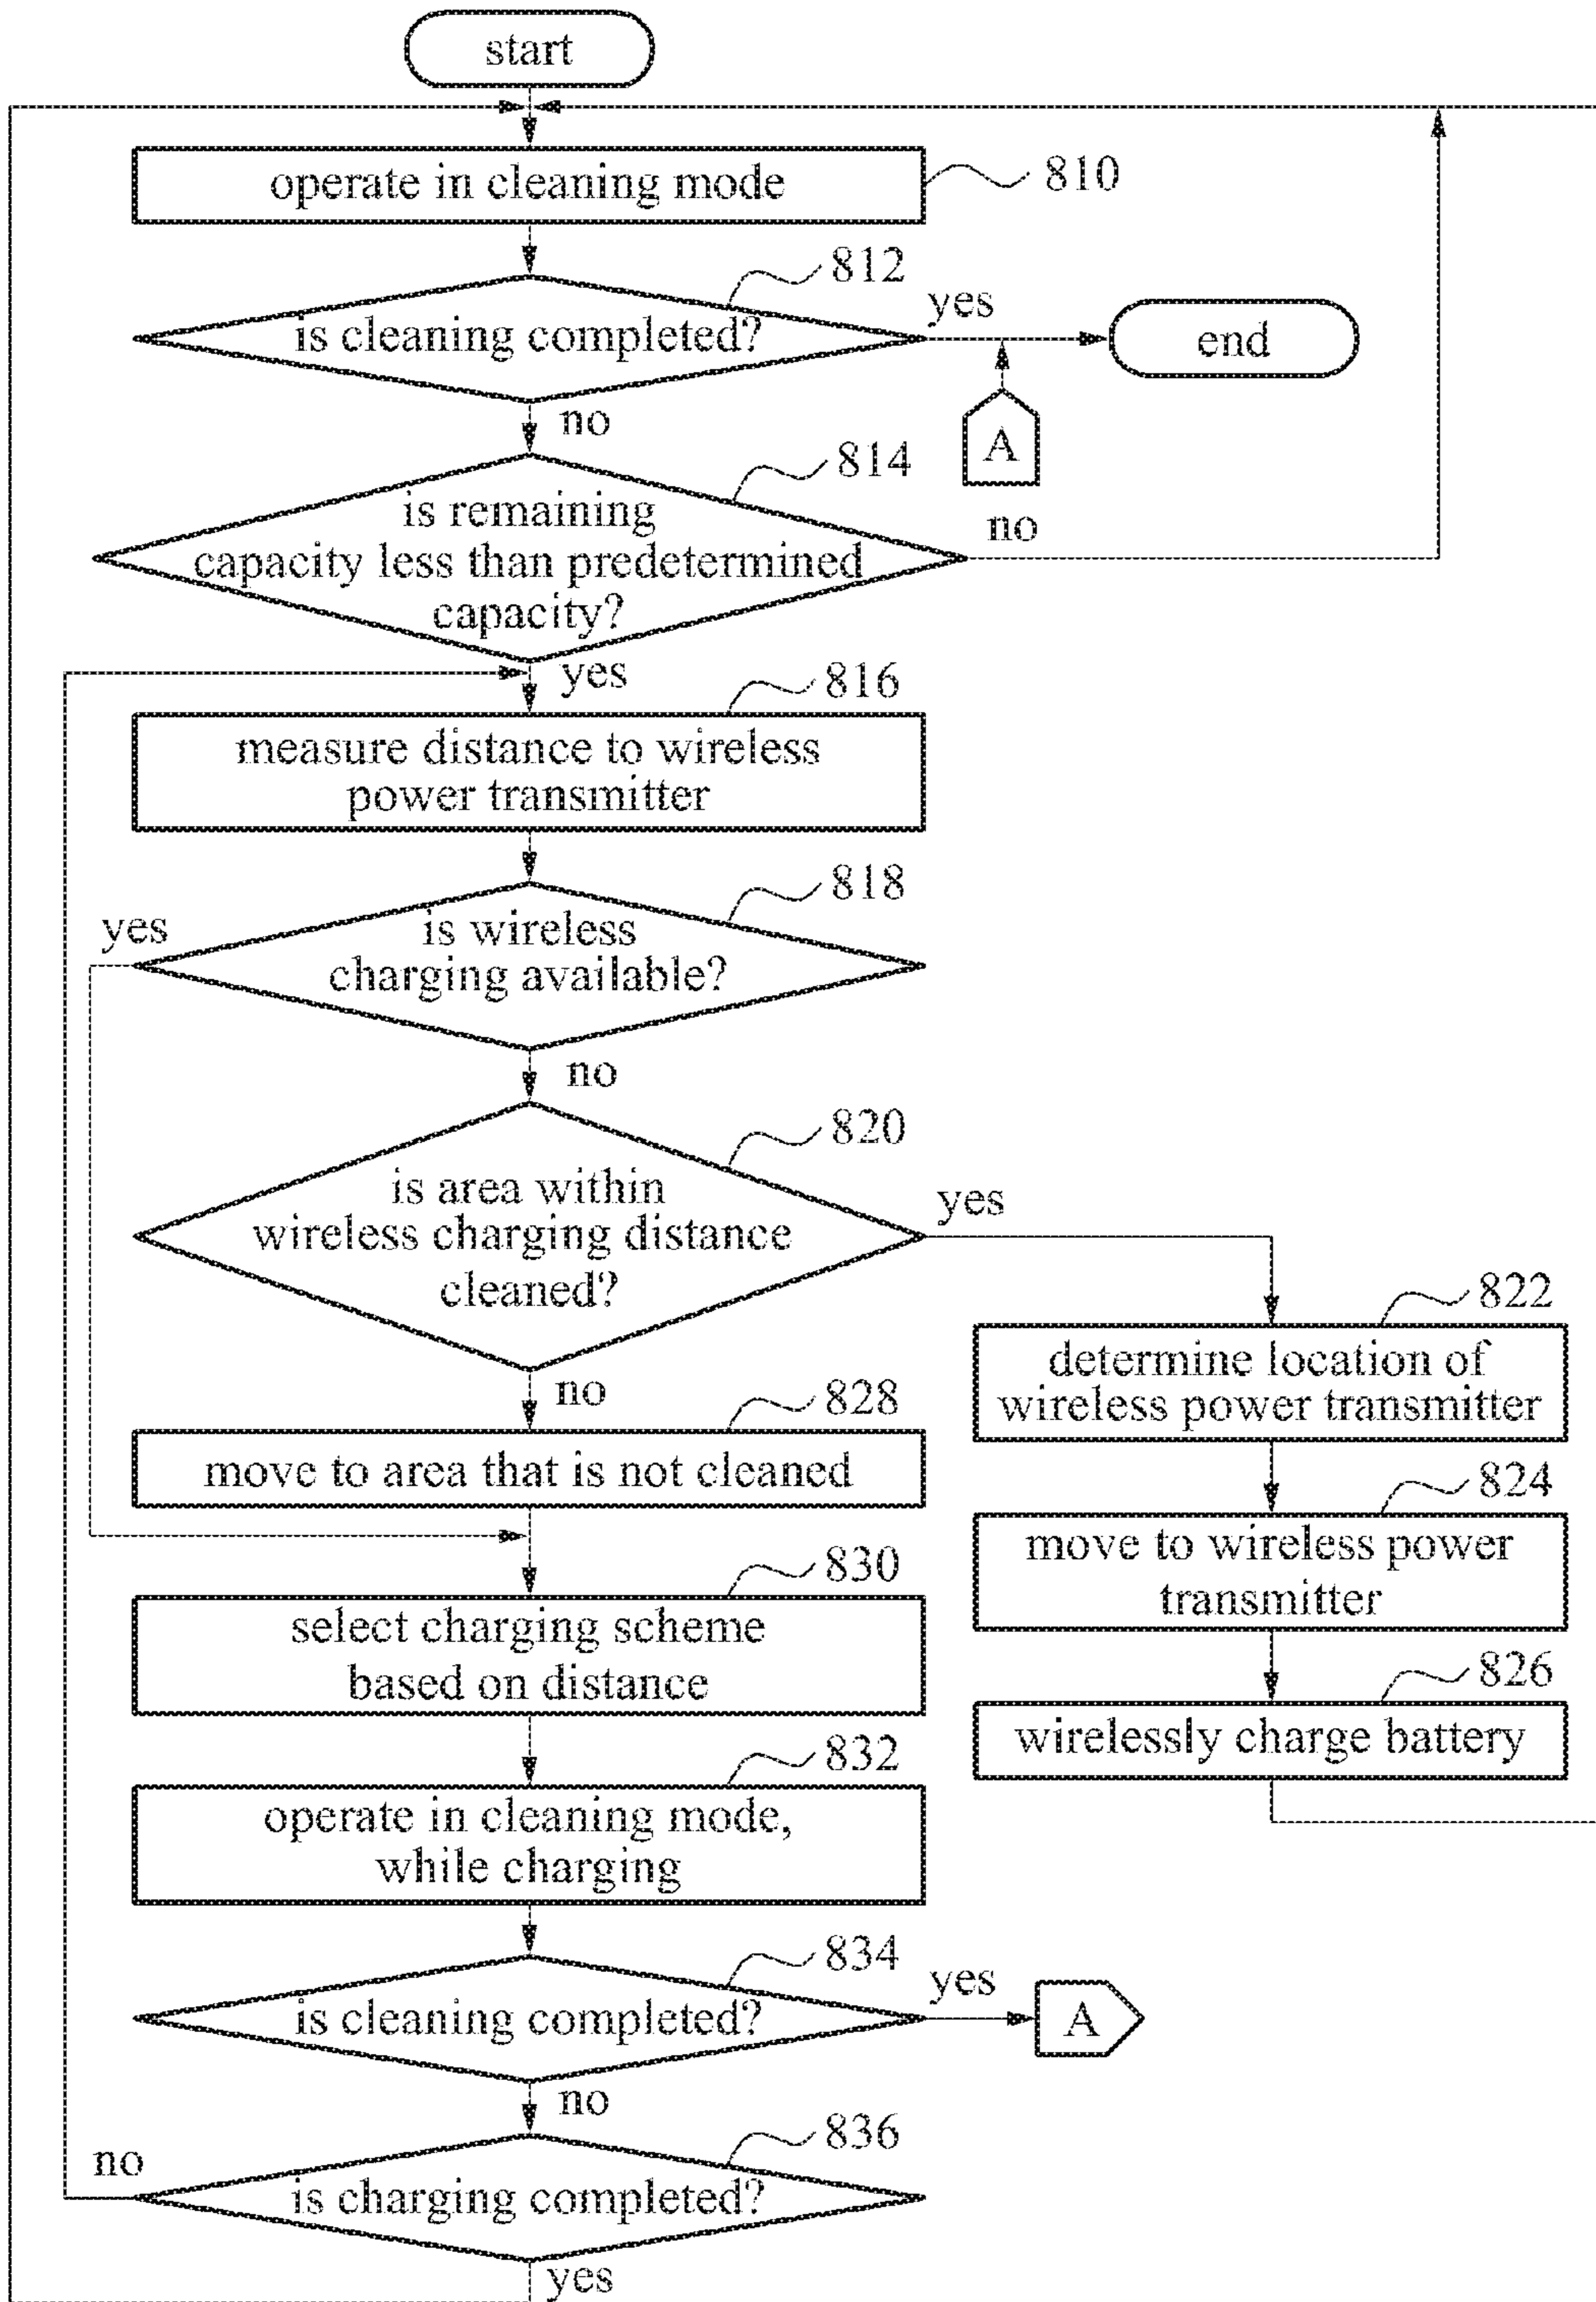 start
operate in cleaning mode
810
812
is cleaning completed?
yes
end
no
A
814
is remaining
capacity less than predetermined
capacity?
no
yes
816
measure distance to wireless
power transmitter
818
yes
is wireless
charging available?
no
820
is area within
wireless charging distance
cleaned?
yes
822
determine location of
wireless power transmitter
no
828
move to area that is not cleaned
824
move to wireless power
transmitter
830
select charging scheme
based on distance
826
wirelessly charge battery
832
operate in cleaning mode,
while charging
834
is cleaning completed?
yes
A
no
836
no
is charging completed?
yes